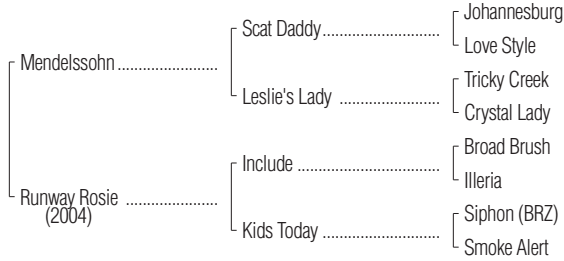 Johannesburg
Scat Daddy
Love Style
Mendelssohn
Tricky Creek
Leslie's Lady
Crystal Lady
Broad Brush
Include
Illeria
Runway Rosie
(2004)
Siphon (BRZ)
Kids Today
Smoke Alert